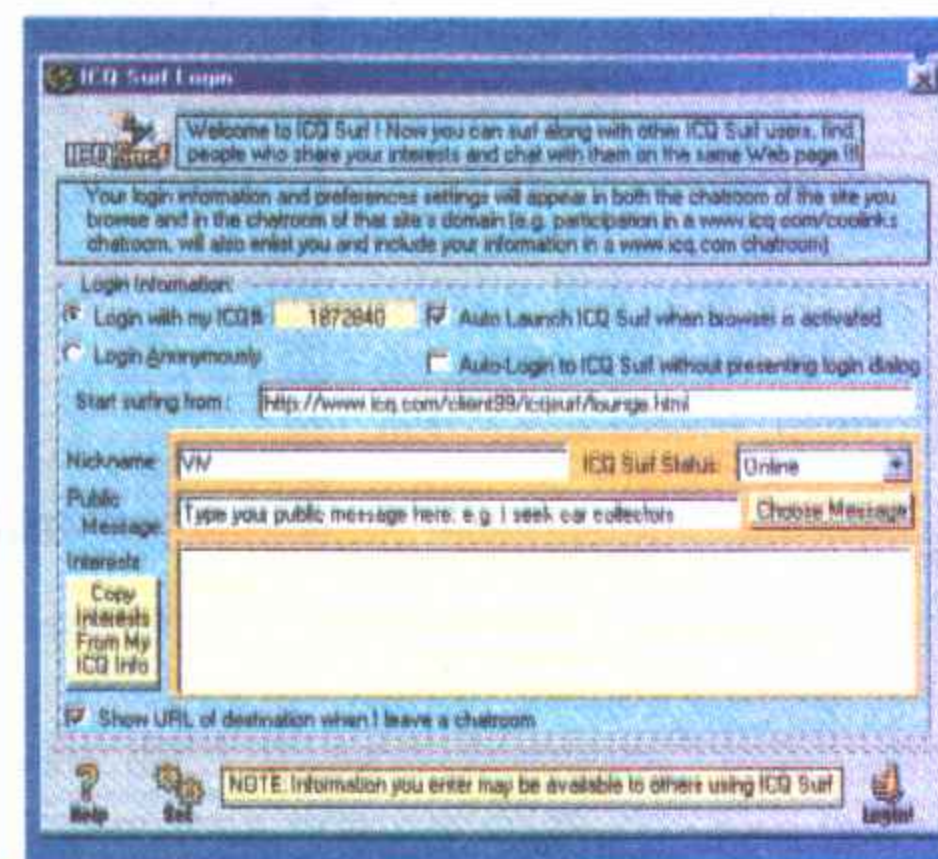 ICQ Surf Login
ICQ Surf
Welcome to ICQ Surf ! Now you can surf along with other ICQ Surf users, find
people who share your interests and chat with them on the same Web page !!!
Your login information and preferences settings will appear in both the chatroom of the site you
browse and in the chatroom of that site's domain (e.g. participation in a www.icq.com/coolinks
chatroom, will also enlist you and include your information in a www.icq.com chatroom)
Login Information:
Login with my ICQ# 1072840 Auto Launch ICQ Surf when browser is activated
Login Anonymously Auto-Login to ICQ Surf without presenting login dialog
Start surfing from : http://www.icq.com/client99/icqsurf/lounge.html
Nickname: VIV ICQ Surf Status: Online
Public
Message: Type your public message here: e.g. I seek car collectors Choose Message
Interests:
Copy
Interests
From My
ICQ Info
Show URL of destination when I leave a chatroom
Help Set NOTE: Information you enter may be available to others using ICQ Surf Login!